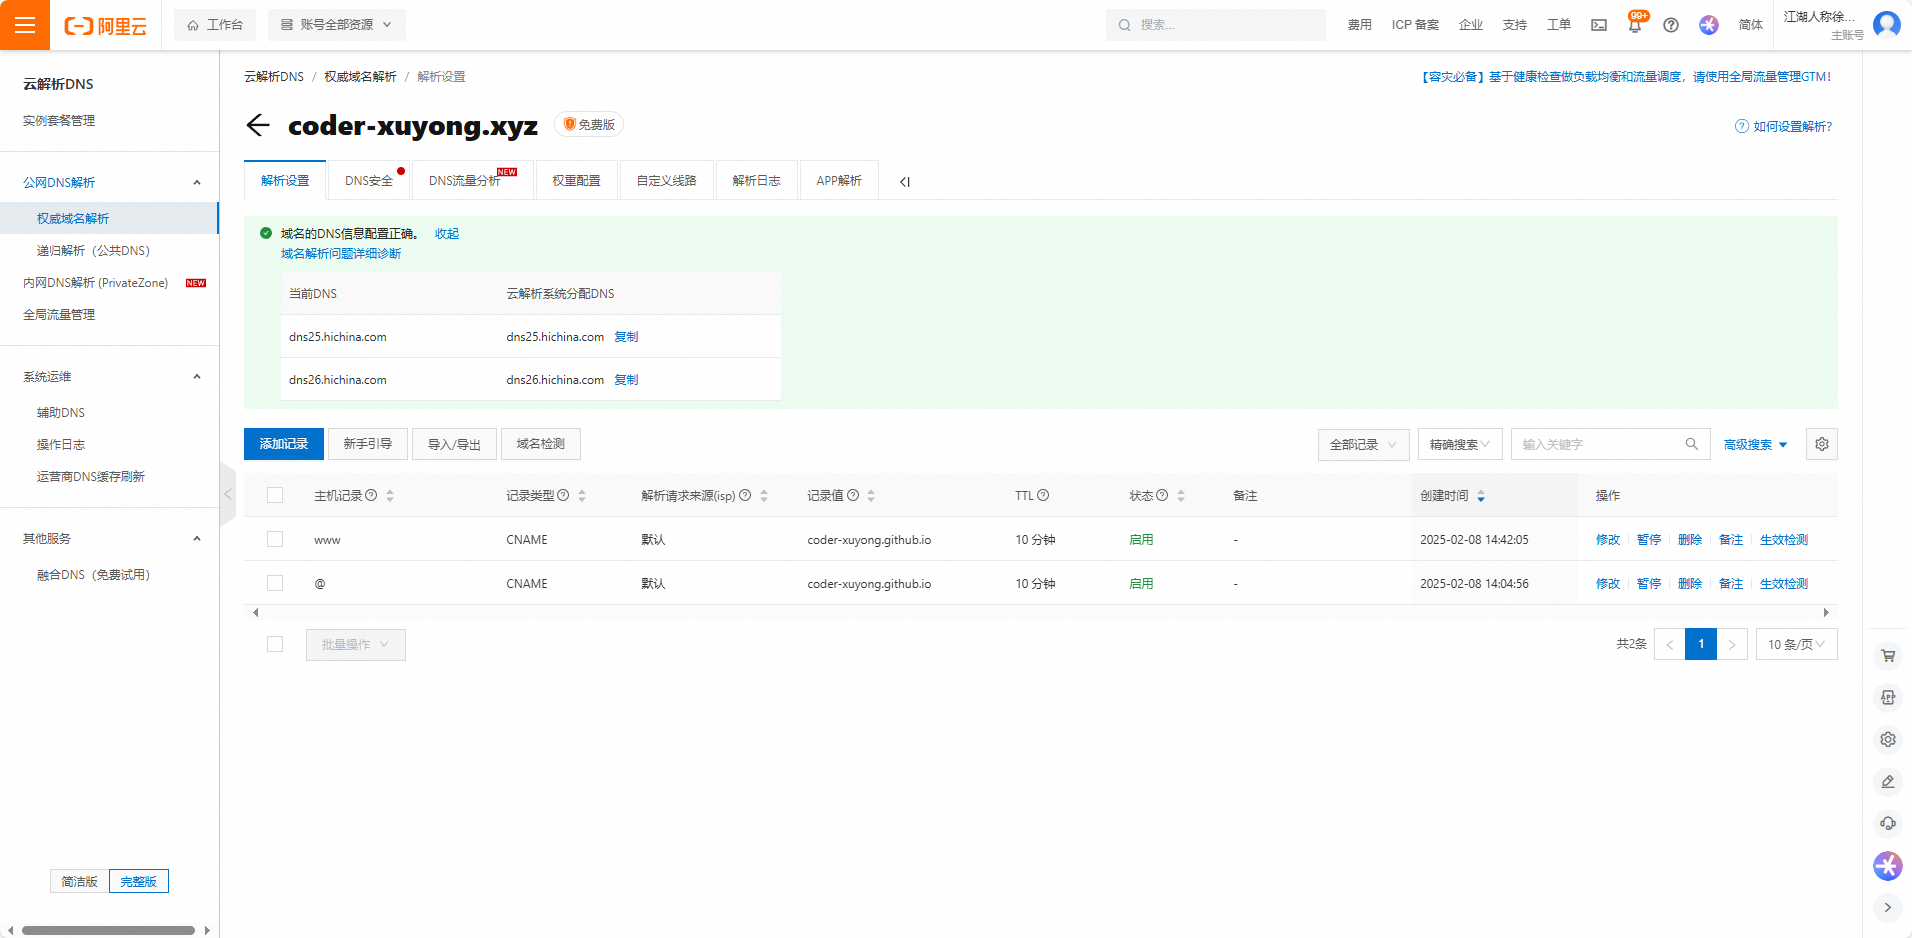 阿里云
工作台
账号全部资源
搜索...
费用
ICP 备案
企业
支持
工单
99+
简体
江湖人称徐...
主账号
云解析DNS
实例套餐管理
公网DNS解析
权威域名解析
递归解析（公共DNS）
内网DNS解析 (PrivateZone) NEW
全局流量管理
系统运维
辅助DNS
操作日志
运营商DNS缓存刷新
其他服务
融合DNS（免费试用）
简洁版 完整版
云解析DNS / 权威域名解析 / 解析设置
【容灾必备】基于健康检查做负载均衡和流量调度，请使用全局流量管理GTM！
coder-xuyong.xyz 免费版
如何设置解析?
解析设置 DNS安全 DNS流量分析 NEW 权重配置 自定义线路 解析日志 APP解析
域名的DNS信息配置正确。 收起
域名解析问题详细诊断
当前DNS 云解析系统分配DNS
dns25.hichina.com dns25.hichina.com 复制
dns26.hichina.com dns26.hichina.com 复制
添加记录 新手引导 导入/导出 域名检测 全部记录 精确搜索 输入关键字 高级搜索
主机记录 记录类型 解析请求来源(isp) 记录值 TTL 状态 备注 创建时间 操作
www CNAME 默认 coder-xuyong.github.io 10 分钟 启用 - 2025-02-08 14:42:05 修改 暂停 删除 备注 生效检测
@ CNAME 默认 coder-xuyong.github.io 10 分钟 启用 - 2025-02-08 14:04:56 修改 暂停 删除 备注 生效检测
批量操作 共2条 1 10 条/页